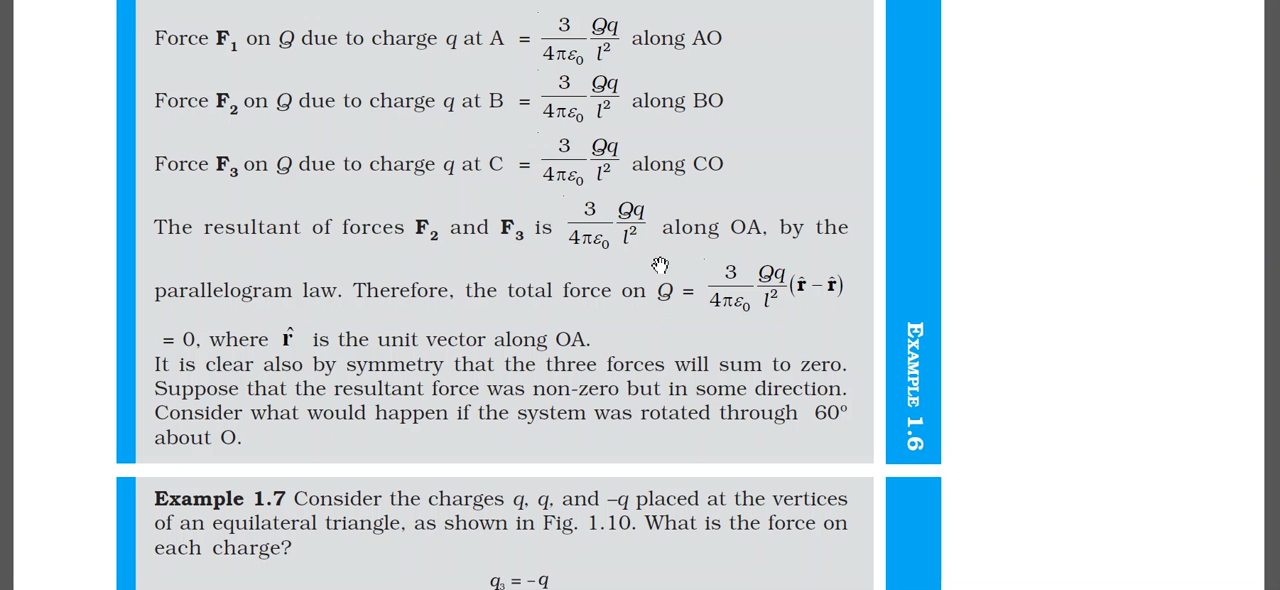 Force F₁ on Q due to charge q at A = 3/4πε₀ Qq/l² along AO
Force F₂ on Q due to charge q at B = 3/4πε₀ Qq/l² along BO
Force F₃ on Q due to charge q at C = 3/4πε₀ Qq/l² along CO
The resultant of forces F₂ and F₃ is 3/4πε₀ Qq/l² along OA, by the
parallelogram law. Therefore, the total force on Q = 3/4πε₀ Qq/l² (r̂ – r̂)
= 0, where r̂ is the unit vector along OA.
It is clear also by symmetry that the three forces will sum to zero.
Suppose that the resultant force was non-zero but in some direction.
Consider what would happen if the system was rotated through 60º
about O.
EXAMPLE 1.6
Example 1.7 Consider the charges q, q, and –q placed at the vertices
of an equilateral triangle, as shown in Fig. 1.10. What is the force on
each charge?
q₃ = –q